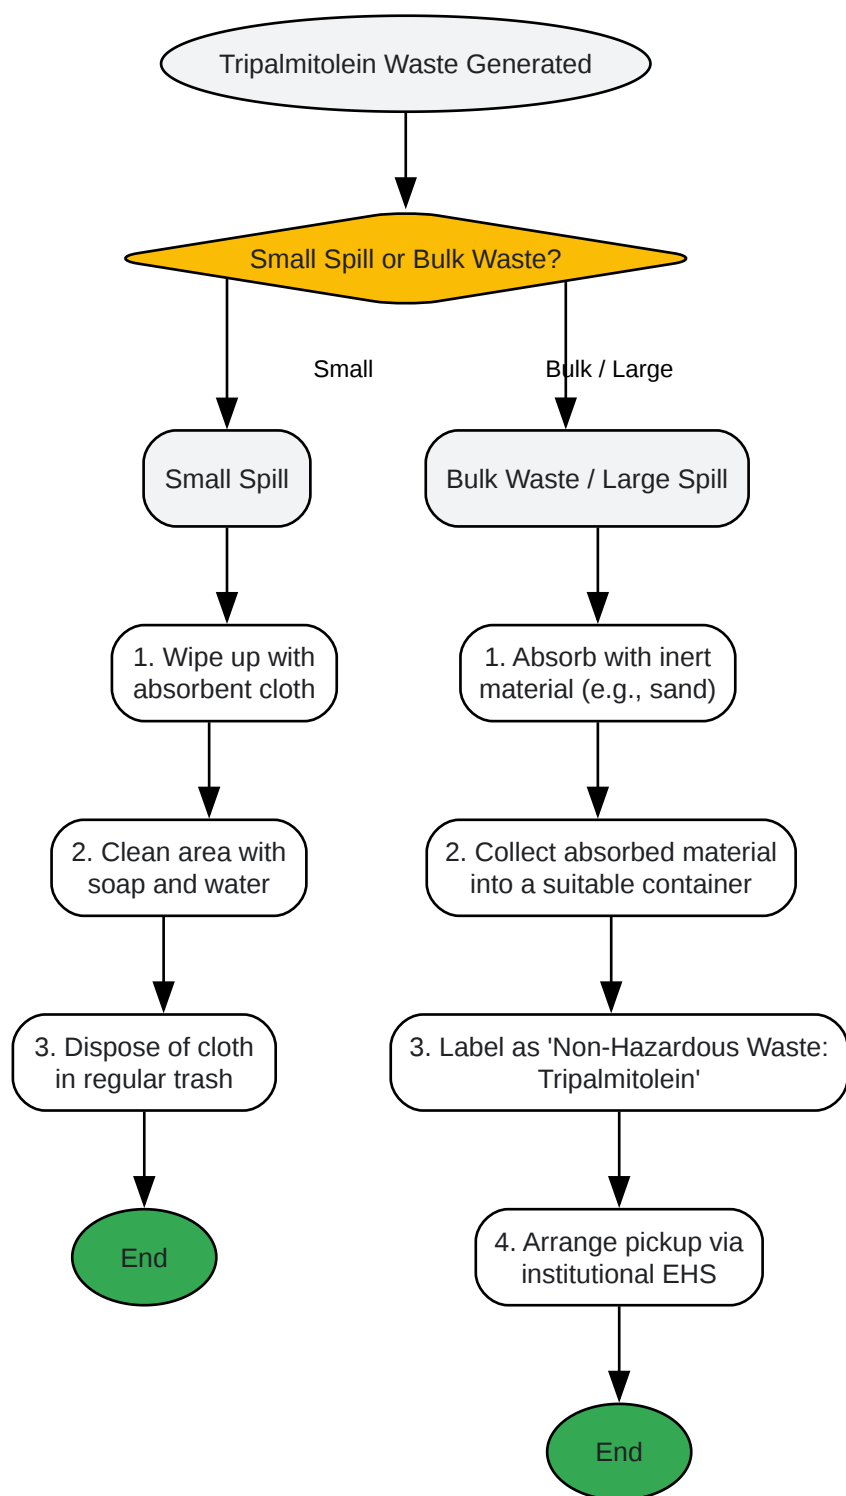 Tripalmitolein Waste Generated
Small Spill or Bulk Waste?
Small
Bulk / Large
Small Spill
Bulk Waste / Large Spill
1. Wipe up with
absorbent cloth
1. Absorb with inert
material (e.g., sand)
2. Clean area with
soap and water
2. Collect absorbed material
into a suitable container
3. Dispose of cloth
in regular trash
3. Label as 'Non-Hazardous Waste:
Tripalmitolein'
End
4. Arrange pickup via
institutional EHS
End